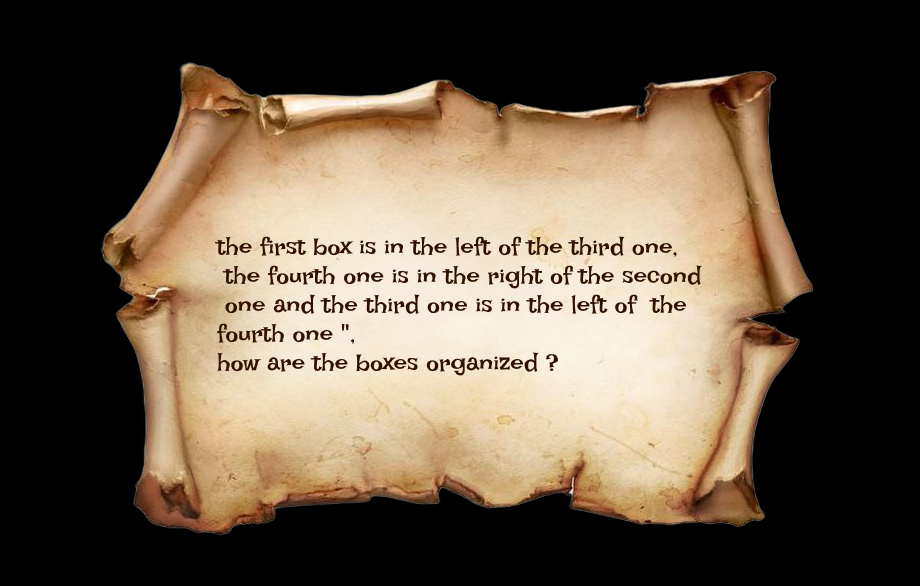 the first box is in the left of the third one,
the fourth one is in the right of the second
one and the third one is in the left of the
fourth one ",
how are the boxes organized ?